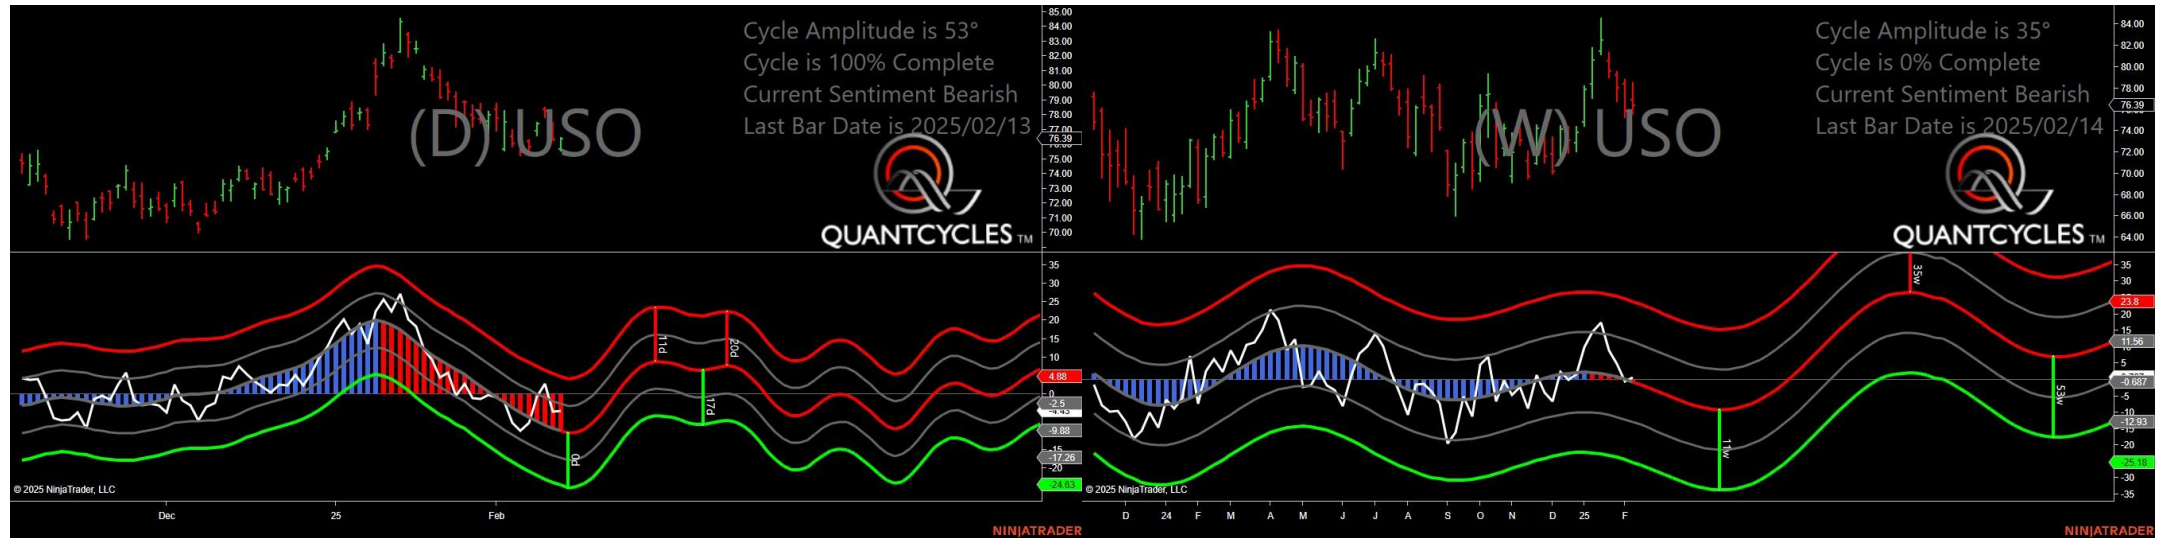 Cycle Amplitude is 53°
Cycle is 100% Complete
Current Sentiment Bearish
Last Bar Date is 2025/02/13
(D) USO
QUANTCYCLES TM
85.00
84.00
83.00
82.00
81.00
80.00
79.00
78.00
77.00
76.39
75.00
74.00
73.00
72.00
71.00
70.00
35
30
25
20
15
10
4.88
0
-2.5
-4.43
-9.88
-15
-17.26
-20
-24.63
11d
20d
17d
0d
© 2025 NinjaTrader, LLC
Dec
25
Feb
NINJATRADER
Cycle Amplitude is 35°
Cycle is 0% Complete
Current Sentiment Bearish
Last Bar Date is 2025/02/14
(W) USO
QUANTCYCLES TM
84.00
82.00
80.00
78.00
76.39
74.00
72.00
70.00
68.00
66.00
64.00
35
30
23.8
20
15
11.56
5
-0.687
-5
-10
-12.93
-15
-20
-25.18
-30
-35
35w
11w
53w
© 2025 NinjaTrader, LLC
D 24 F M A M J J A S O N D 25 F
NINJATRADER